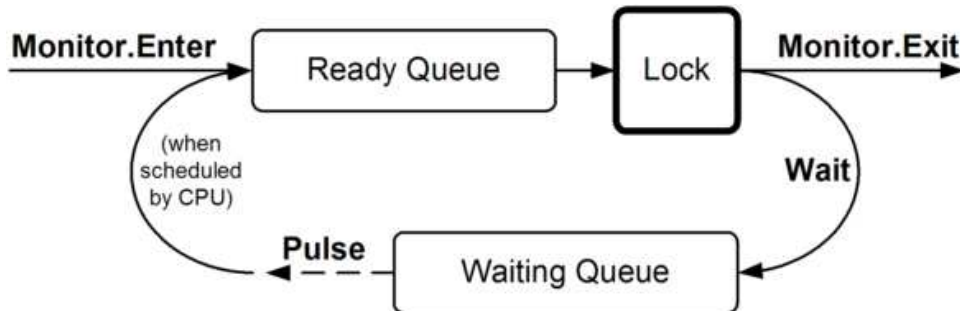 Monitor.Enter
Ready Queue
Lock
Monitor.Exit
(when
scheduled
by CPU)
Wait
Pulse
Waiting Queue